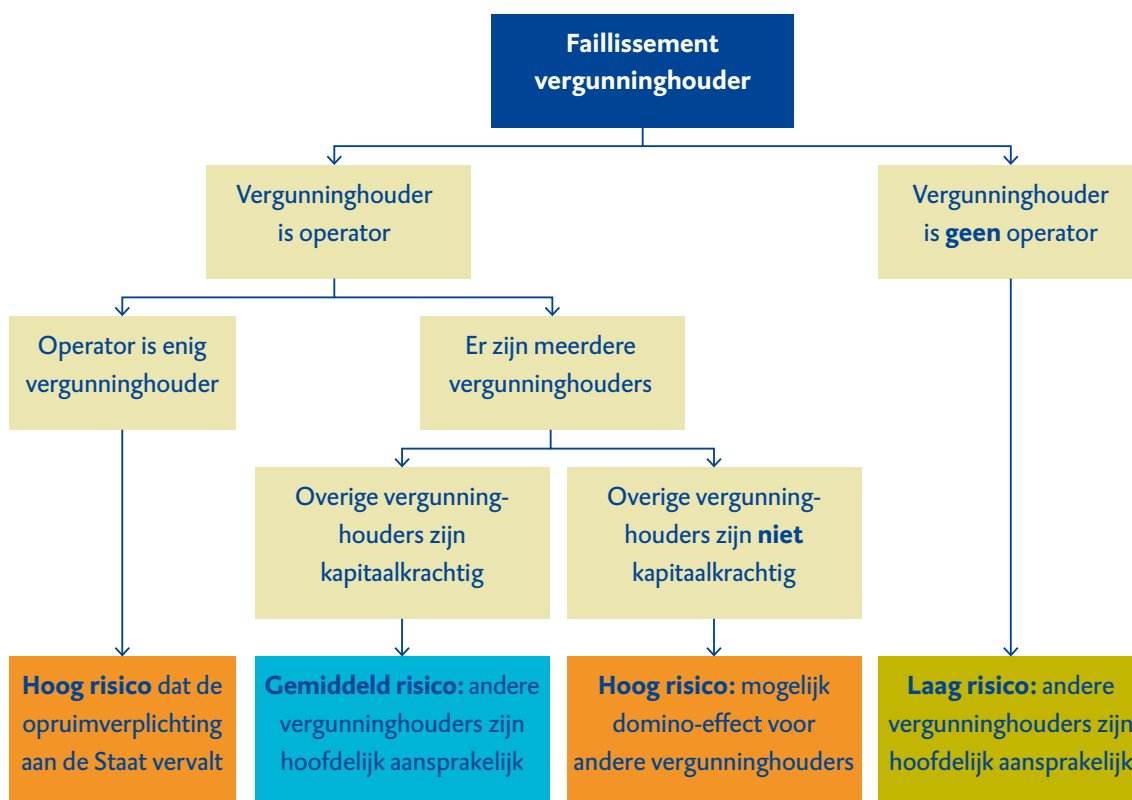 Faillissement
vergunninghouder
Vergunninghouder
is operator
Vergunninghouder
is geen operator
Operator is enig
vergunninghouder
Er zijn meerdere
vergunninghouders
Overige vergunning-
houders zijn
kapitaalkrachtig
Overige vergunning-
houders zijn niet
kapitaalkrachtig
Hoog risico dat de
opruimverplichting
aan de Staat vervalt
Gemiddeld risico: andere
vergunninghouders zijn
hoofdelijk aansprakelijk
Hoog risico: mogelijk
domino-effect voor
andere vergunninghouders
Laag risico: andere
vergunninghouders zijn
hoofdelijk aansprakelijk